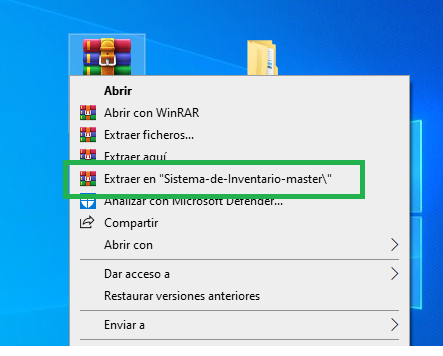 Abrir
Abrir con WinRAR
Extraer ficheros...
Extraer aquí
Extraer en "Sistema-de-Inventario-master\"
Analizar con Microsoft Defender...
Compartir
Abrir con
Dar acceso a
Restaurar versiones anteriores
Enviar a